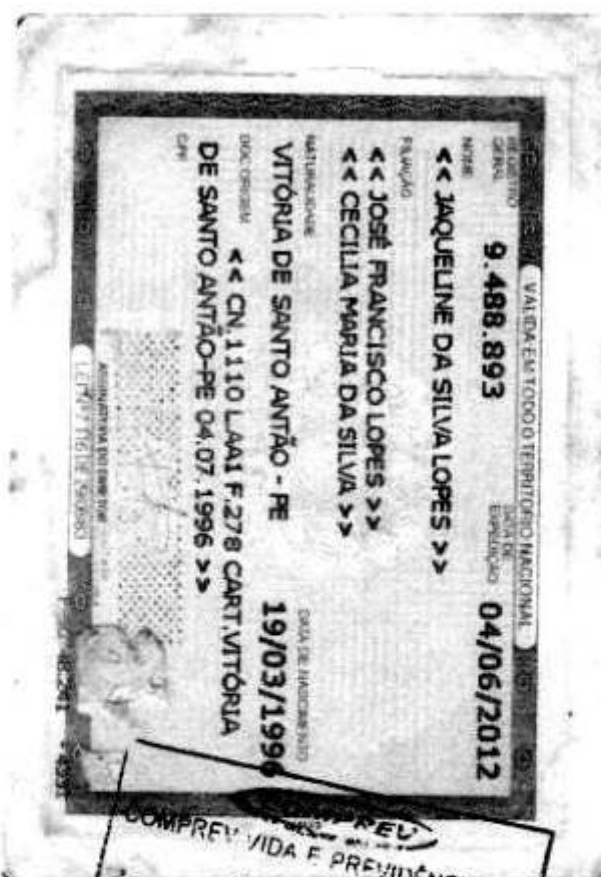 VÁLIDA EM TODO O TERRITÓRIO NACIONAL
REGISTRO GERAL 9.488.893 DATA DE EXPEDIÇÃO 04/06/2012
NOME
<< JAQUELINE DA SILVA LOPES >>
FILIAÇÃO
<< JOSÉ FRANCISCO LOPES >>
<< CECILIA MARIA DA SILVA >>
NATURALIDADE DATA DE NASCIMENTO
VITÓRIA DE SANTO ANTÃO - PE 19/03/1996
DOC ORIGEM << CN.1110 L.AA1 F.278 CART.VITÓRIA
DE SANTO ANTÃO-PE 04.07.1996 >>
CPF
ASSINATURA DO DIRETOR
COMPREV
COMPREV VIDA E